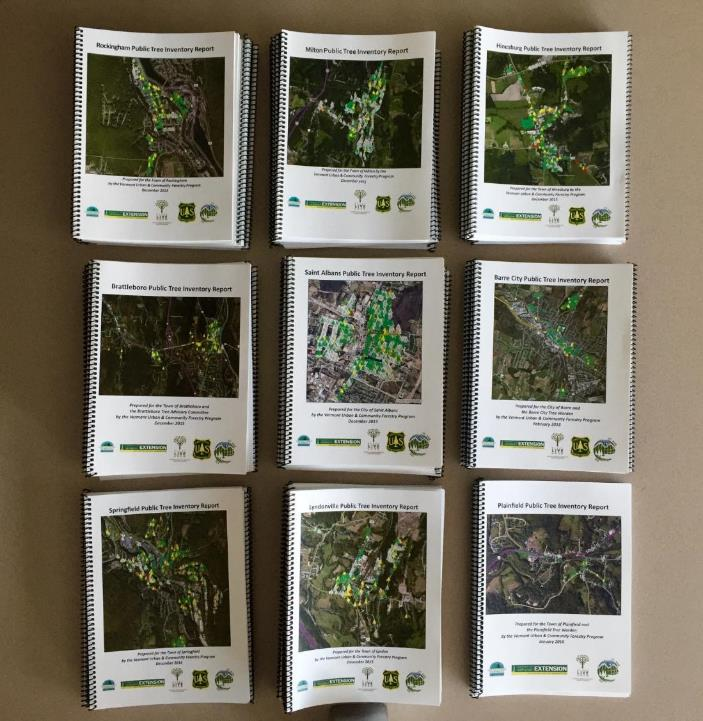 Rockingham Public Tree Inventory Report
Prepared for the Town of Rockingham
by the Vermont Urban & Community Forestry Program
EXTENSION
UAS
Milton Public Tree Inventory Report
Prepared for the Town of Milton by the
Vermont Urban & Community Forestry Program
December 2015
EXTENSION
UAS
Hinesburg Public Tree Inventory Report
Prepared for the Town of Hinesburg by the
Vermont Urban & Community Forestry Program
December 2015
EXTENSION
UAS
Brattleboro Public Tree Inventory Report
Prepared for the Town of Brattleboro and
the Brattleboro Tree Advisory Committee
by the Vermont Urban & Community Forestry Program
December 2015
EXTENSION
UAS
Saint Albans Public Tree Inventory Report
Prepared for the City of Saint Albans
by the Vermont Urban & Community Forestry Program
December 2015
EXTENSION
UAS
Barre City Public Tree Inventory Report
Prepared for the City of Barre and
the Barre City Tree Warden
by the Vermont Urban & Community Forestry Program
February 2016
EXTENSION
UAS
Springfield Public Tree Inventory Report
Prepared for the Town of Springfield
by the Vermont Urban & Community Forestry Program
EXTENSION
UAS
Lyndonville Public Tree Inventory Report
Prepared for the Town of Lyndon
by the Vermont Urban & Community Forestry Program
December 2015
EXTENSION
UAS
Plainfield Public Tree Inventory Report
Prepared for the Town of Plainfield and
the Plainfield Tree Warden
by the Vermont Urban & Community Forestry Program
January 2016
EXTENSION